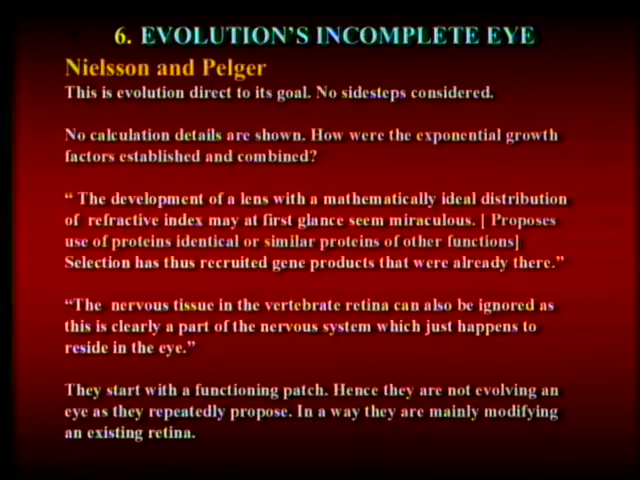 6. EVOLUTION'S INCOMPLETE EYE
Nielsson and Pelger
This is evolution direct to its goal. No sidesteps considered.
No calculation details are shown. How were the exponential growth
factors established and combined?
“ The development of a lens with a mathematically ideal distribution
of refractive index may at first glance seem miraculous. [ Proposes
use of proteins identical or similar proteins of other functions]
Selection has thus recruited gene products that were already there.”
“The nervous tissue in the vertebrate retina can also be ignored as
this is clearly a part of the nervous system which just happens to
reside in the eye.”
They start with a functioning patch. Hence they are not evolving an
eye as they repeatedly propose. In a way they are mainly modifying
an existing retina.